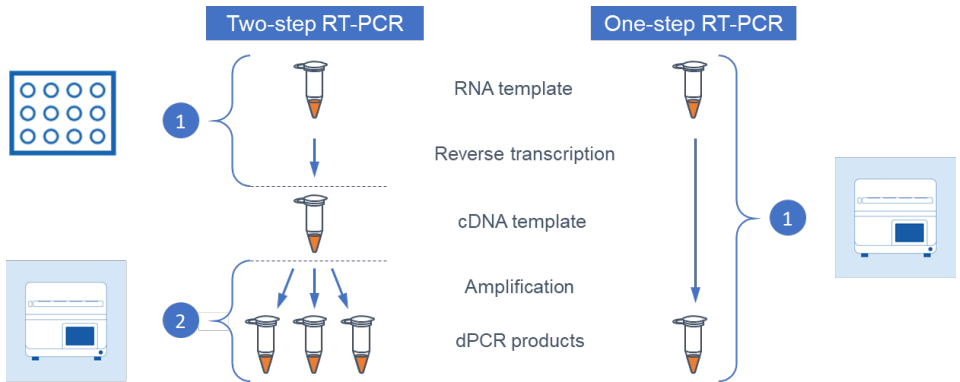 Two-step RT-PCR
One-step RT-PCR
RNA template
1
Reverse transcription
cDNA template
1
Amplification
2
dPCR products